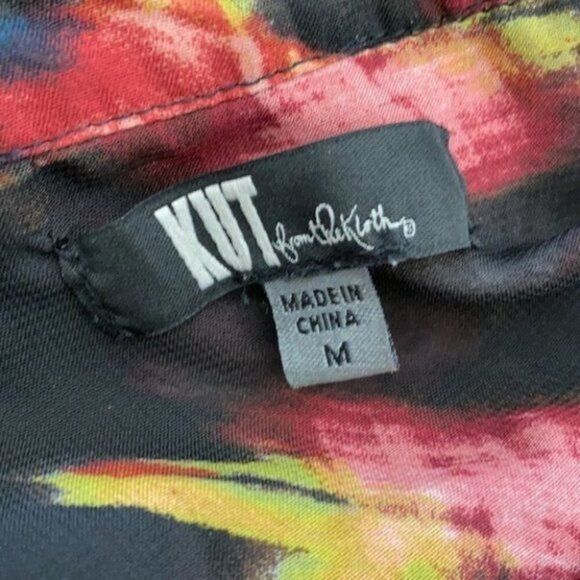 KUT from the Kloth®
MADE IN
CHINA
M